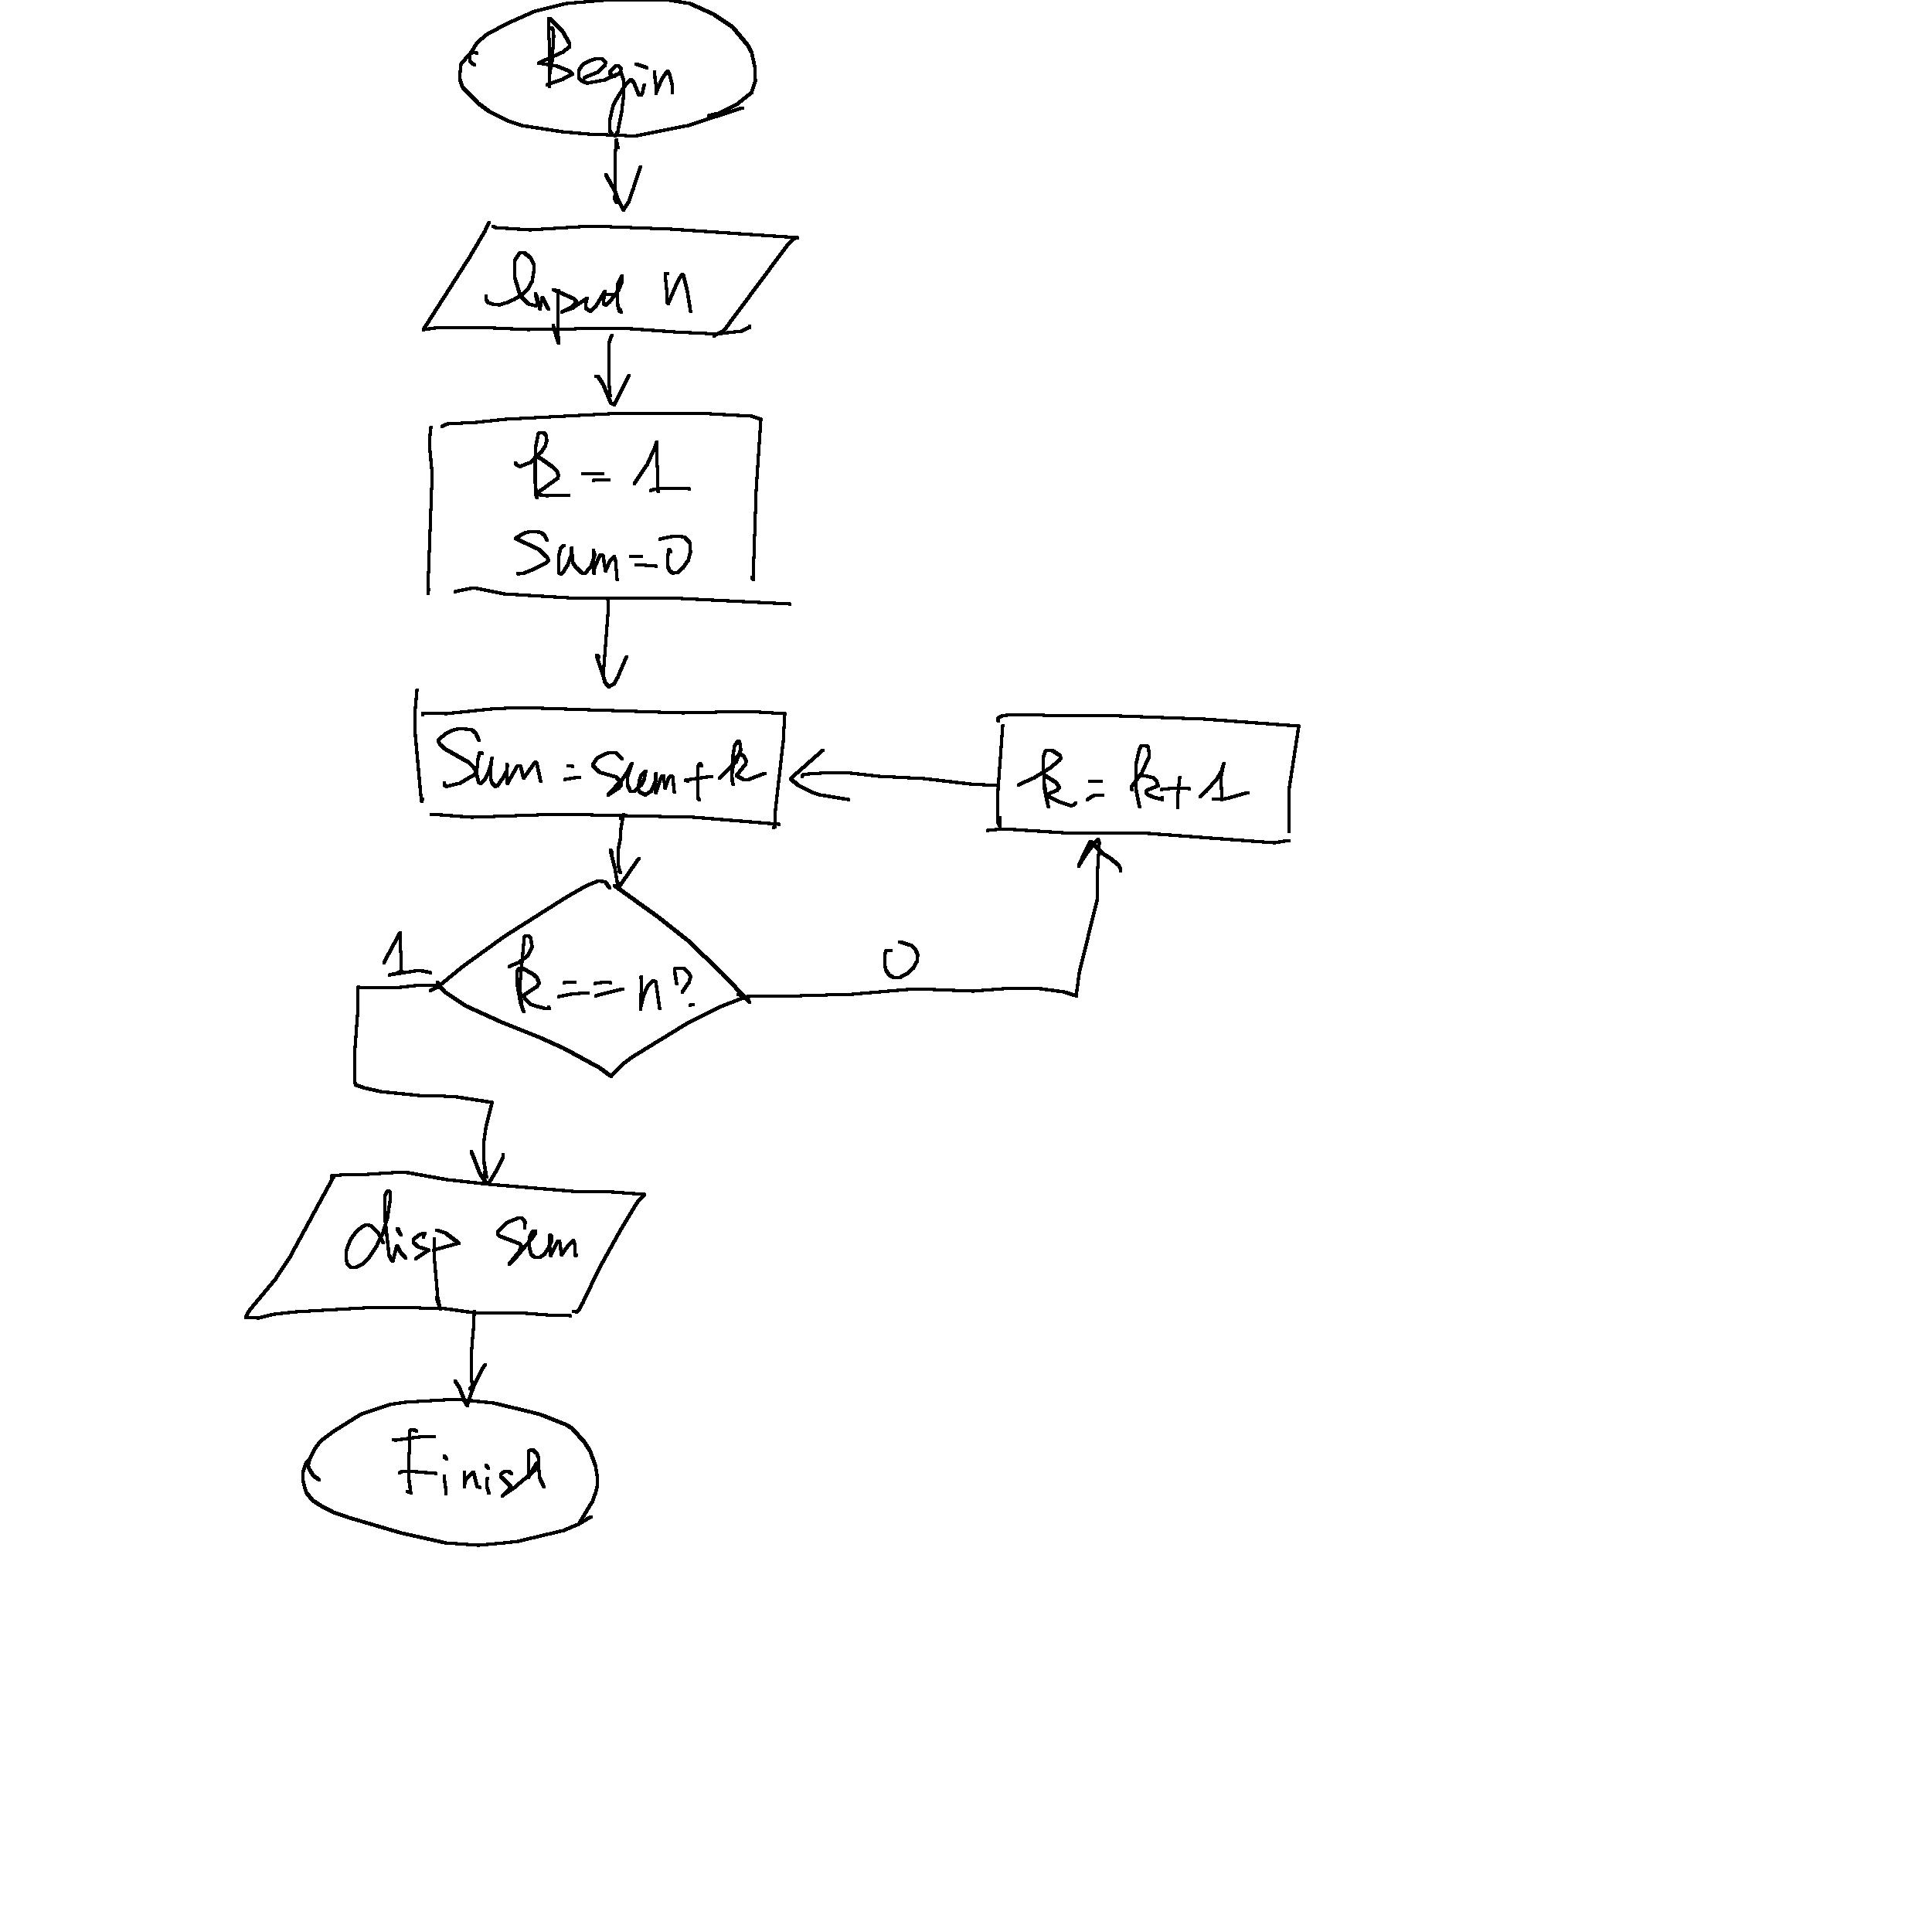 Begin
Input n
k = 1
Sum=0
Sum = sum+k
k = k+1
1
k == n?
0
disp sum
Finish